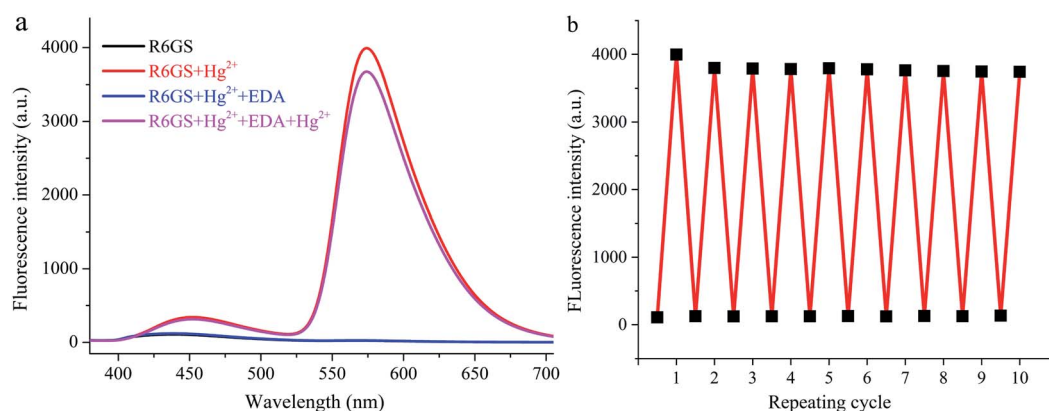 a
Fluorescence intensity (a.u.)
4000
3000
2000
1000
0
R6GS
R6GS+Hg²⁺
R6GS+Hg²⁺+EDA
R6GS+Hg²⁺+EDA+Hg²⁺
400 450 500 550 600 650 700
Wavelength (nm)
b
FLuorescence intensity (a.u.)
4000
3000
2000
1000
0
1 2 3 4 5 6 7 8 9 10
Repeating cycle